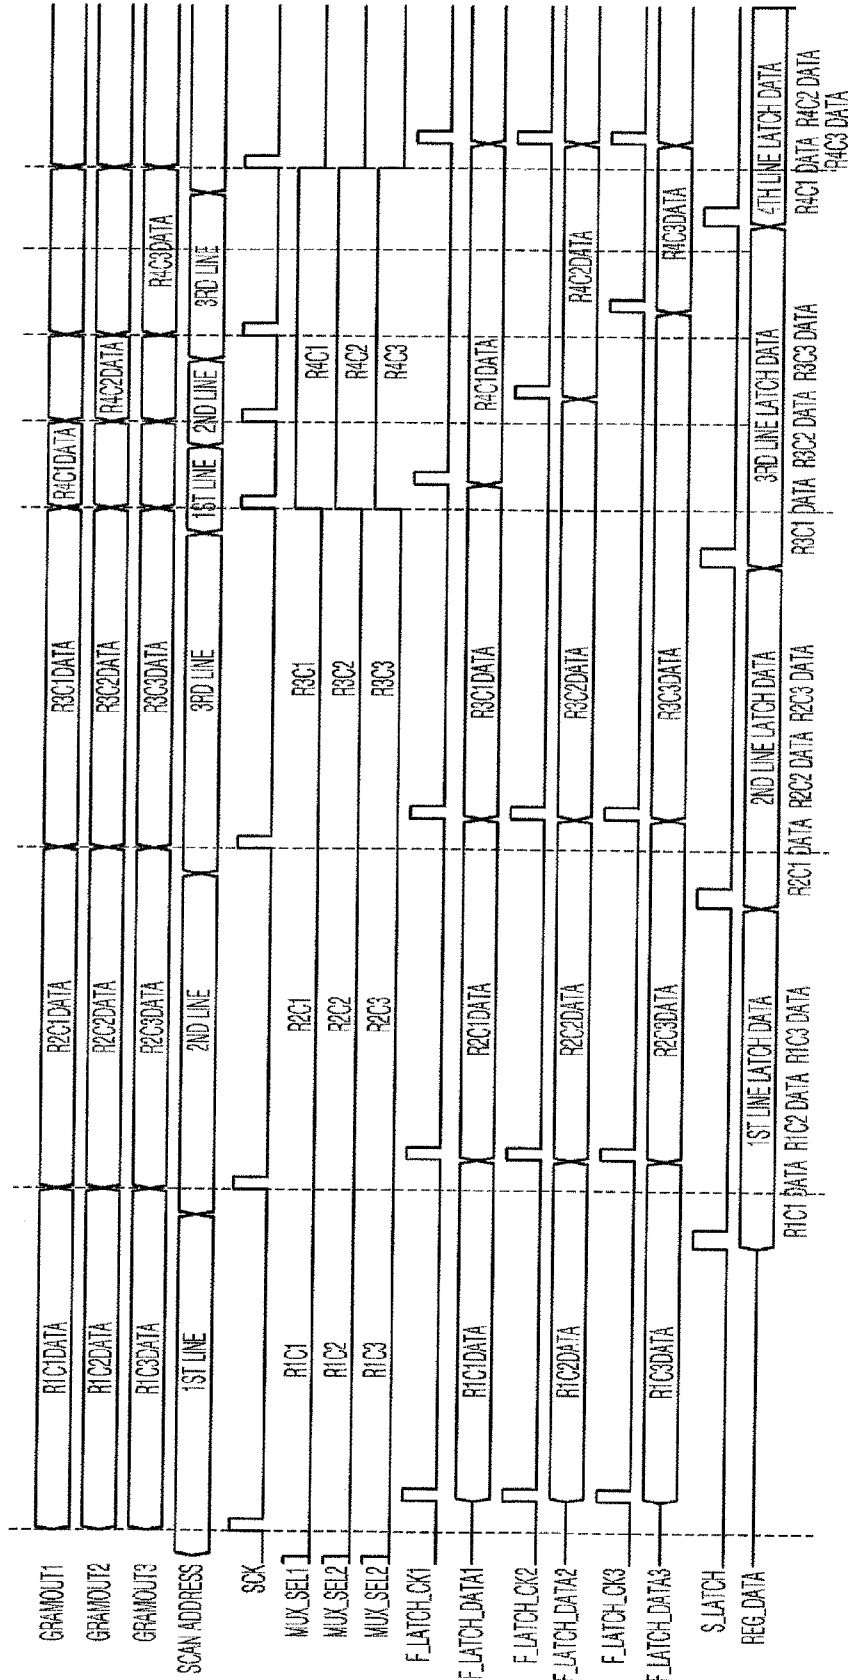 GRAMOUT1 R1C1DATA R2C1DATA R3C1DATA R4C1DATA
GRAMOUT2 R1C2DATA R2C2DATA R3C2DATA R4C2DATA
GRAMOUT3 R1C3DATA R2C3DATA R3C3DATA R4C3DATA
SCAN ADDRESS 1ST LINE 2ND LINE 3RD LINE 1ST LINE 2ND LINE 3RD LINE
SCK
MUX_SEL1 R1C1 R2C1 R3C1 R4C1
MUX_SEL2 R1C2 R2C2 R3C2 R4C2
MUX_SEL2 R1C3 R2C3 R3C3 R4C3
F_LATCH_CK1
F_LATCH_DATA1 R1C1DATA R2C1DATA R3C1DATA R4C1DATA
F_LATCH_CK2
F_LATCH_DATA2 R1C2DATA R2C2DATA R3C2DATA R4C2DATA
F_LATCH_CK3
F_LATCH_DATA3 R1C3DATA R2C3DATA R3C3DATA R4C3DATA
S_LATCH
REG_DATA 1ST LINE LATCH DATA 2ND LINE LATCH DATA 3RD LINE LATCH DATA 4TH LINE LATCH DATA
R1C1 DATA R1C2 DATA R1C3 DATA R2C1 DATA R2C2 DATA R2C3 DATA R3C1 DATA R3C2 DATA R3C3 DATA R4C1 DATA R4C2 DATA
R4C3 DATA